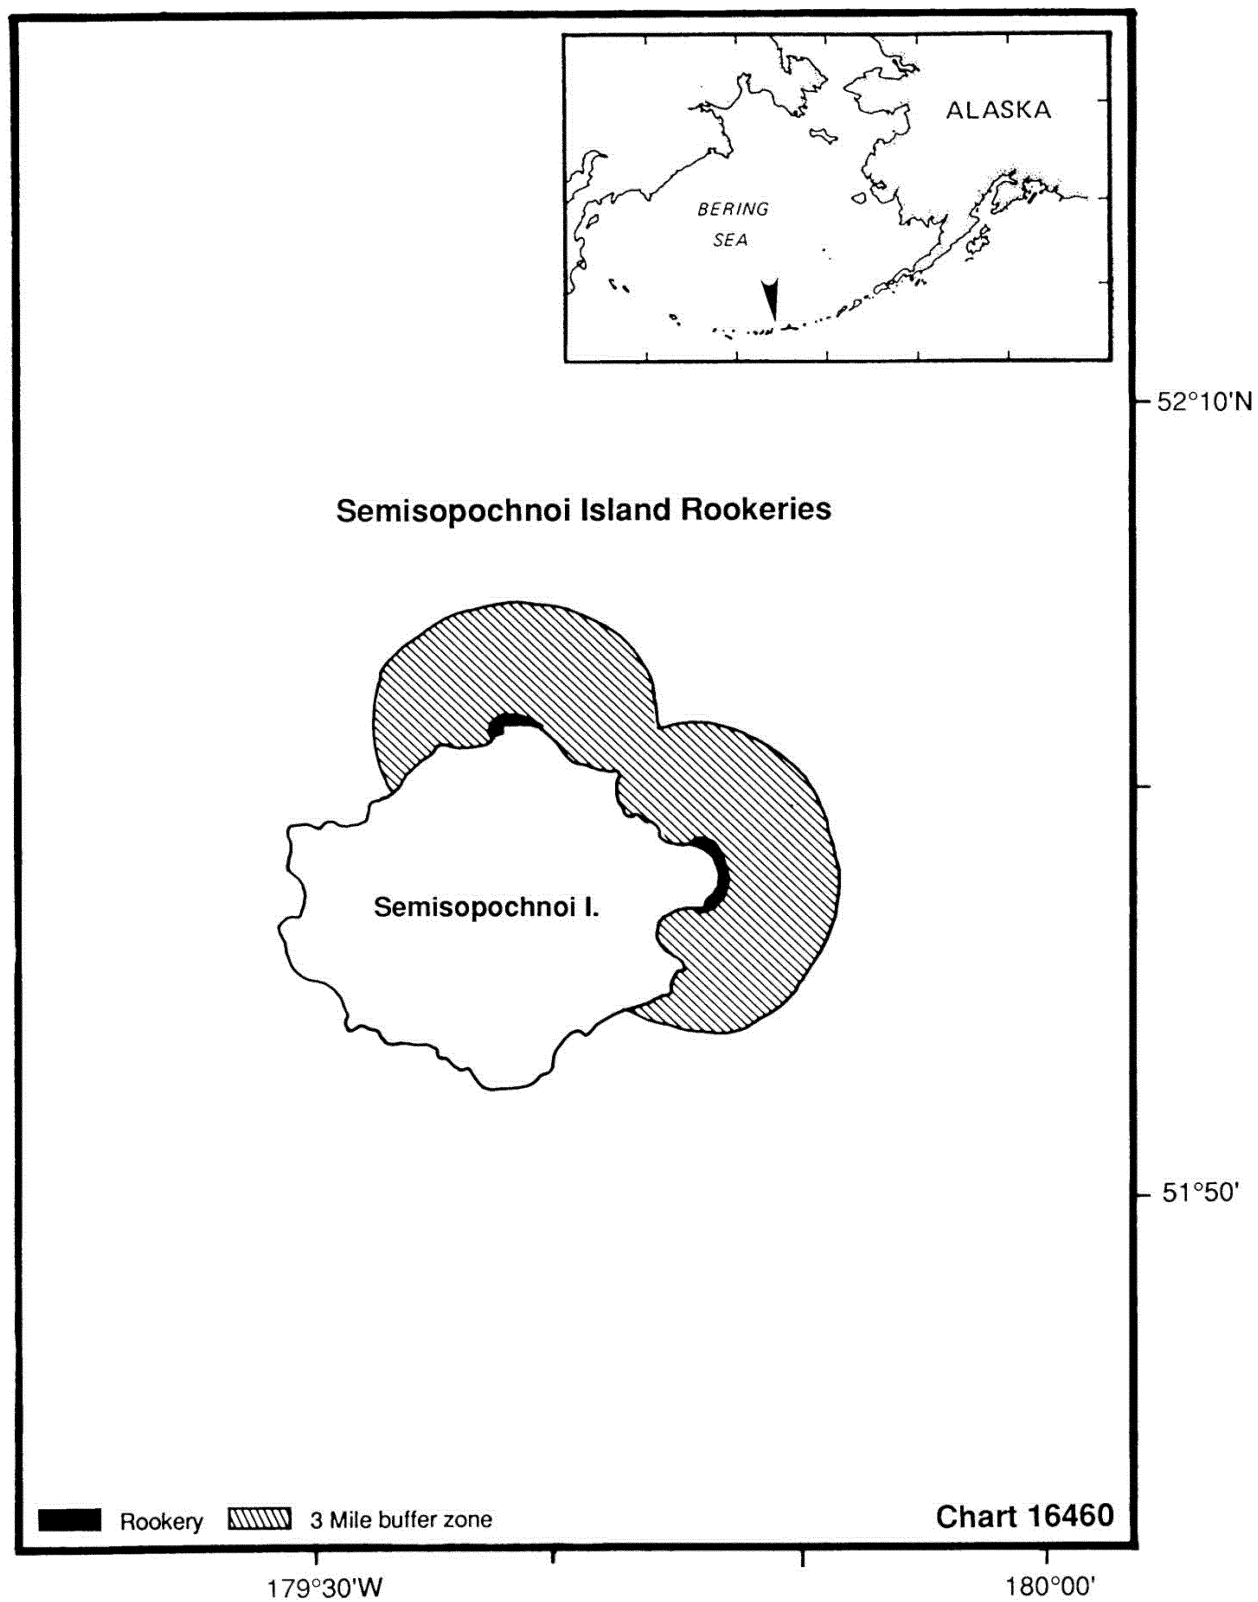 ALASKA
BERING
SEA
52°10'N
Semisopochnoi Island Rookeries
Semisopochnoi I.
51°50'
Rookery
3 Mile buffer zone
Chart 16460
179°30'W
180°00'